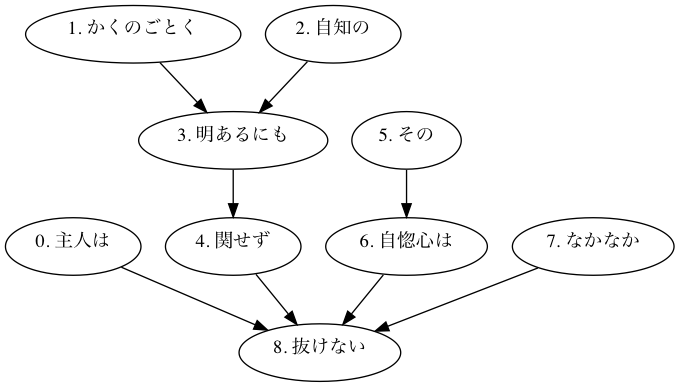 1. かくのごとく
2. 自知の
3. 明あるにも
5. その
0. 主人は
4. 関せず
6. 自惚心は
7. なかなか
8. 抜けない